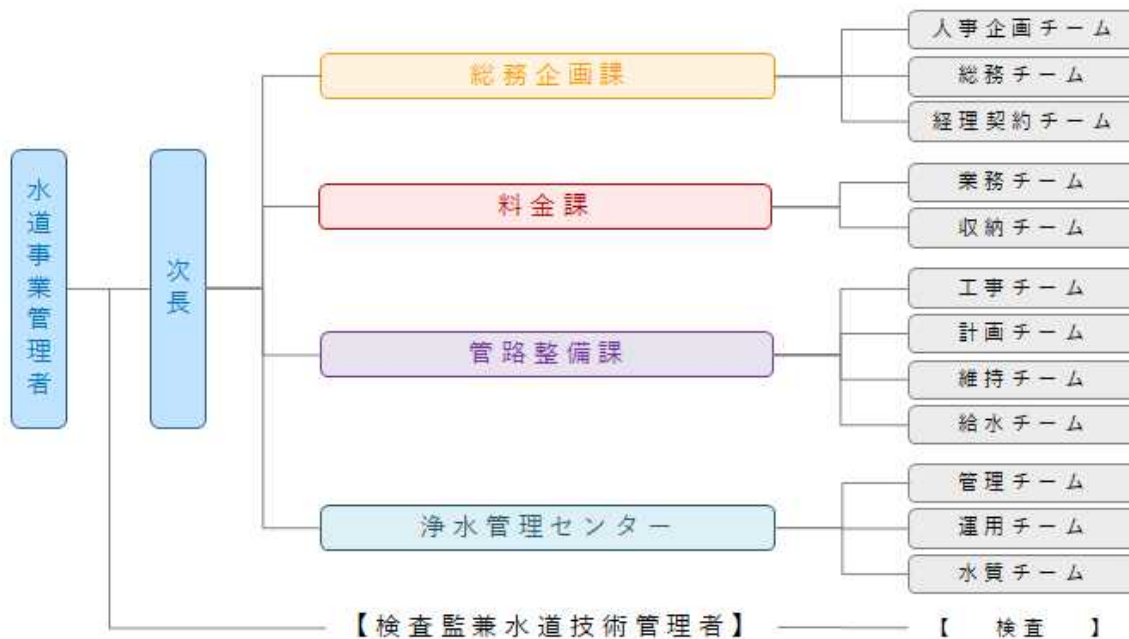 水道事業管理者
次長
総務企画課
人事企画チーム
総務チーム
経理契約チーム
料金課
業務チーム
収納チーム
管路整備課
工事チーム
計画チーム
維持チーム
給水チーム
浄水管理センター
管理チーム
運用チーム
水質チーム
【検査監兼水道技術管理者】
【 検査 】